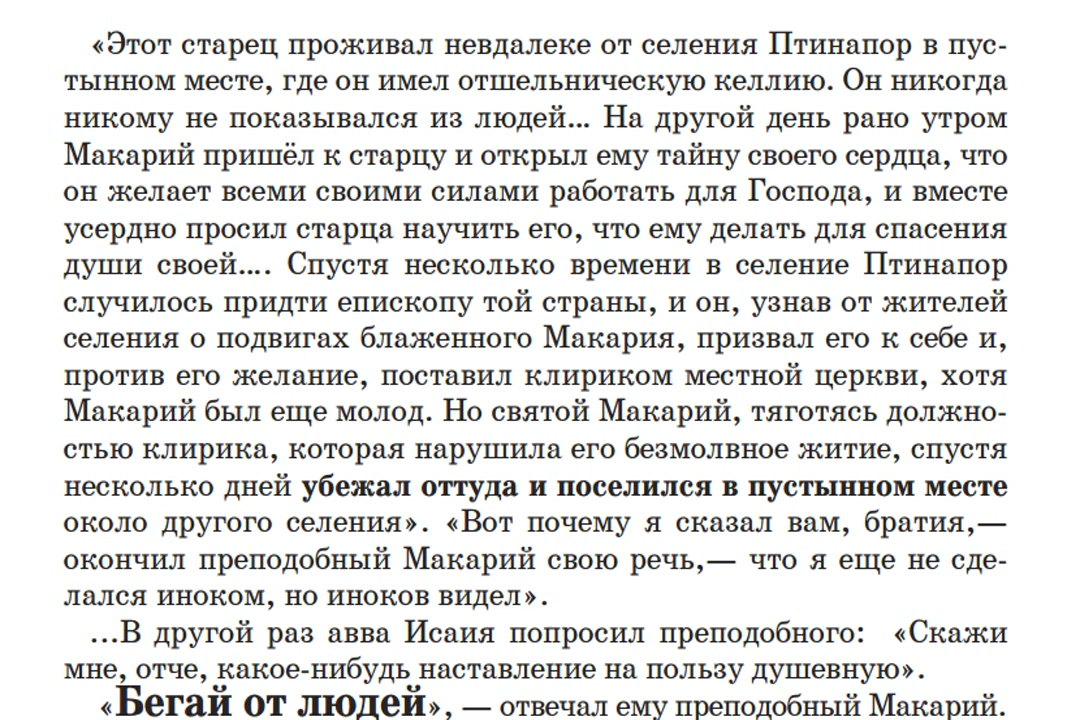 «Этот старец проживал невдалеке от селения Птинапор в пус-
тынном месте, где он имел отшельническую келлию. Он никогда
никому не показывался из людей... На другой день рано утром
Макарий пришёл к старцу и открыл ему тайну своего сердца, что
он желает всеми своими силами работать для Господа, и вместе
усердно просил старца научить его, что ему делать для спасения
души своей.... Спустя несколько времени в селение Птинапор
случилось придти епископу той страны, и он, узнав от жителей
селения о подвигах блаженного Макария, призвал его к себе и,
против его желание, поставил клириком местной церкви, хотя
Макарий был еще молод. Но святой Макарий, тяготясь должно-
стью клирика, которая нарушила его безмолвное житие, спустя
несколько дней убежал оттуда и поселился в пустынном месте
около другого селения». «Вот почему я сказал вам, братия,—
окончил преподобный Макарий свою речь,— что я еще не сде-
лался иноком, но иноков видел».
...В другой раз авва Исаия попросил преподобного: «Скажи
мне, отче, какое-нибудь наставление на пользу душевную».
«Бегай от людей», — отвечал ему преподобный Макарий.